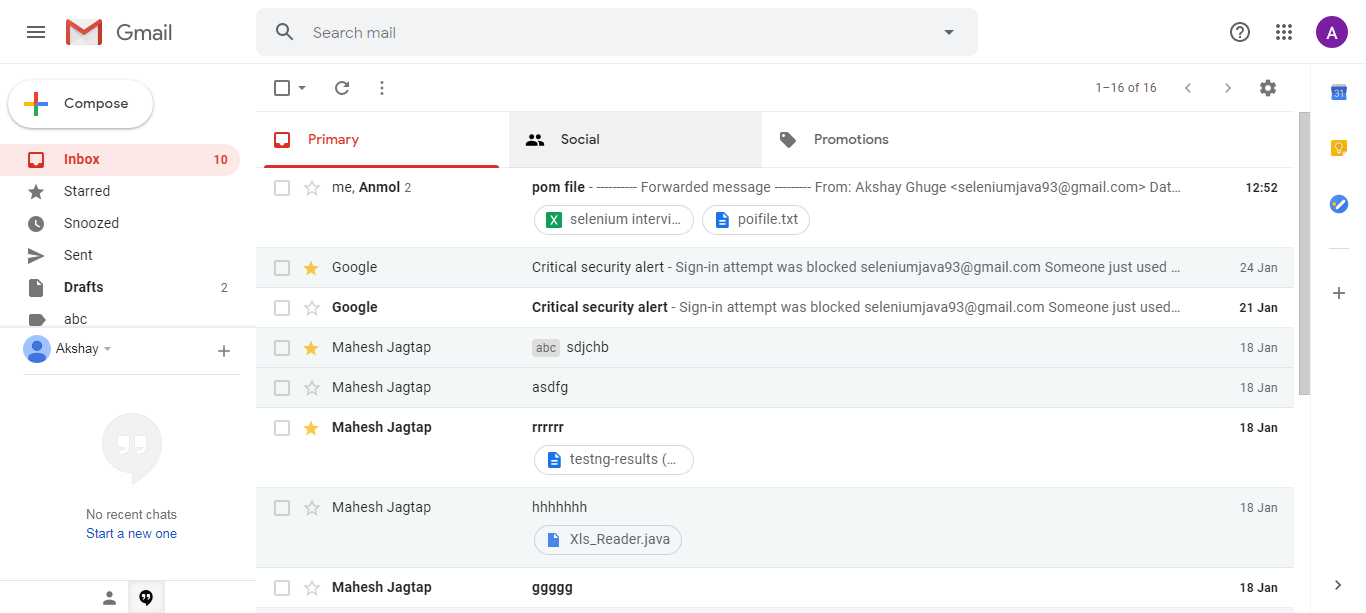 Gmail
Search mail
A
Compose
1–16 of 16
31
Primary
Social
Promotions
Inbox 10
Starred
Snoozed
Sent
Drafts 2
abc
Akshay
No recent chats
Start a new one
me, Anmol 2 pom file - ---------- Forwarded message --------- From: Akshay Ghuge <seleniumjava93@gmail.com> Dat… 12:52
selenium intervi… poifile.txt
Google Critical security alert - Sign-in attempt was blocked seleniumjava93@gmail.com Someone just used … 24 Jan
Google Critical security alert - Sign-in attempt was blocked seleniumjava93@gmail.com Someone just used… 21 Jan
Mahesh Jagtap abc sdjchb 18 Jan
Mahesh Jagtap asdfg 18 Jan
Mahesh Jagtap rrrrrr 18 Jan
testng-results (…
Mahesh Jagtap hhhhhhh 18 Jan
Xls_Reader.java
Mahesh Jagtap ggggg 18 Jan